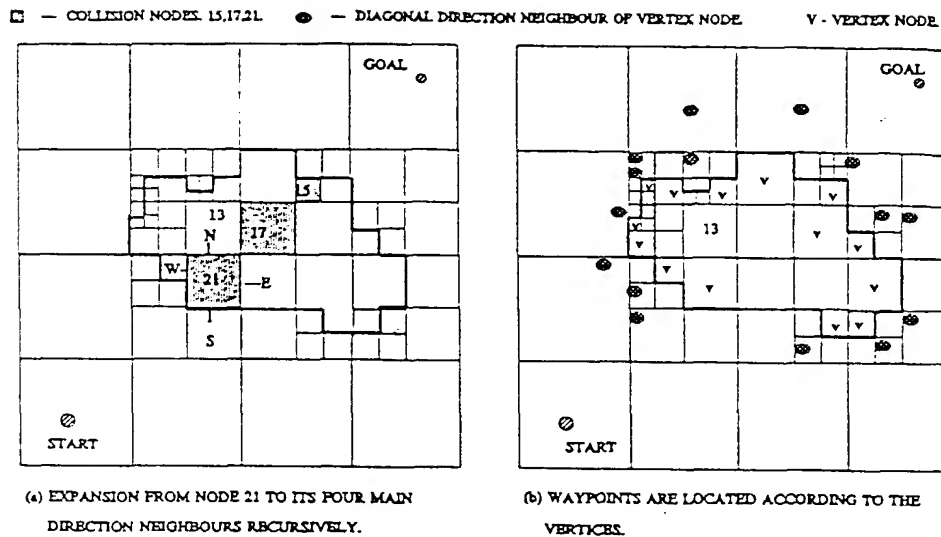 — COLLISION NODES. 15,17,21. — DIAGONAL DIRECTION NEIGHBOUR OF VERTEX NODE. V - VERTEX NODE.
GOAL
15
13
17
N
W
21
E
S
START
(a) EXPANSION FROM NODE 21 TO ITS FOUR MAIN
DIRECTION NEIGHBOURS RECURSIVELY.
GOAL
V
V
V
V
V
V
13
V
V
V
V
V
V
V
V
V
START
(b) WAYPOINTS ARE LOCATED ACCORDING TO THE
VERTICES.